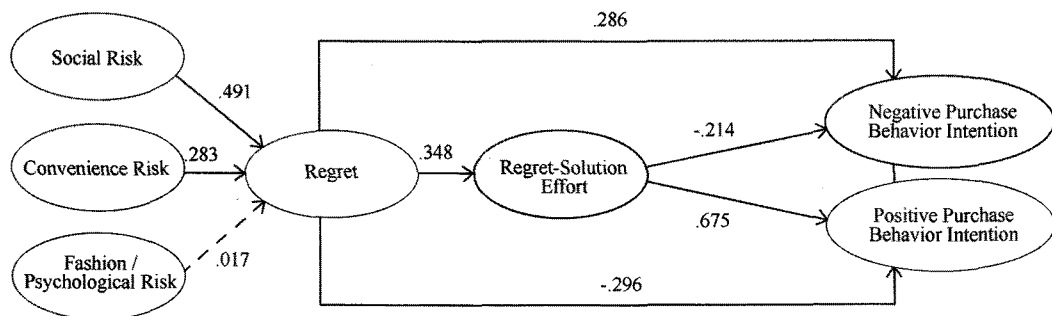 .286
Social Risk
.491
Negative Purchase
Behavior Intention
-.214
Convenience Risk
.283
Regret
.348
Regret-Solution
Effort
.675
Positive Purchase
Behavior Intention
Fashion /
Psychological Risk
.017
-.296